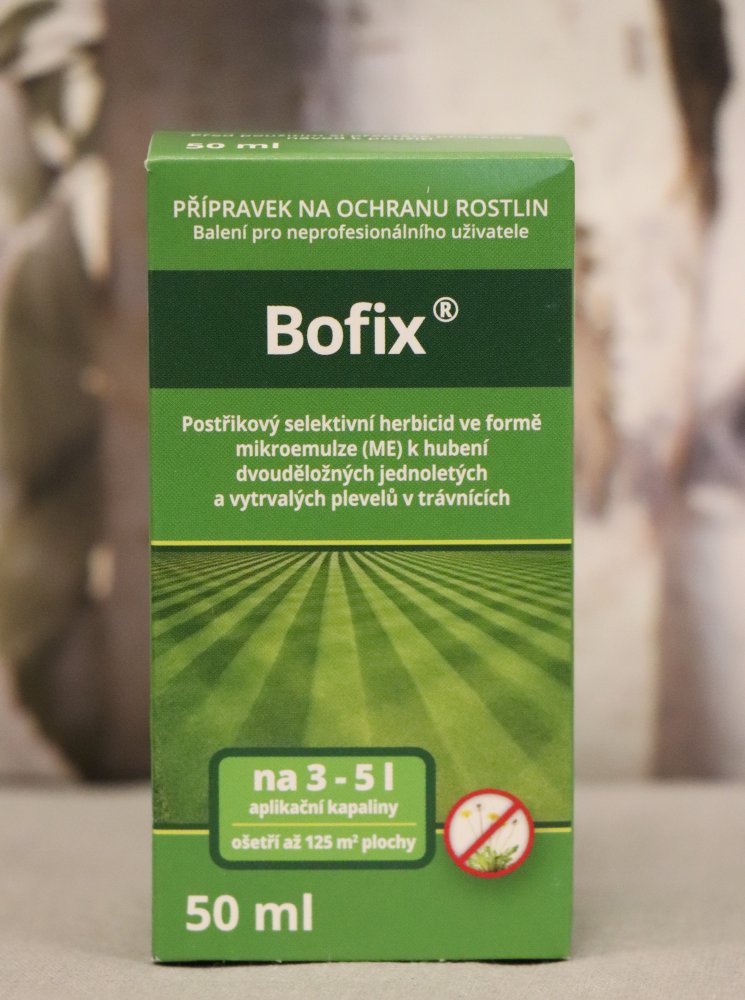 50 ml
PŘÍPRAVEK NA OCHRANU ROSTLIN
Balení pro neprofesionálního uživatele
Bofix®
Postřikový selektivní herbicid ve formě
mikroemulze (ME) k hubení
dvouděložných jednoletých
a vytrvalých plevelů v trávnících
na 3 - 5 l
aplikační kapaliny
ošetří až 125 m² plochy
50 ml